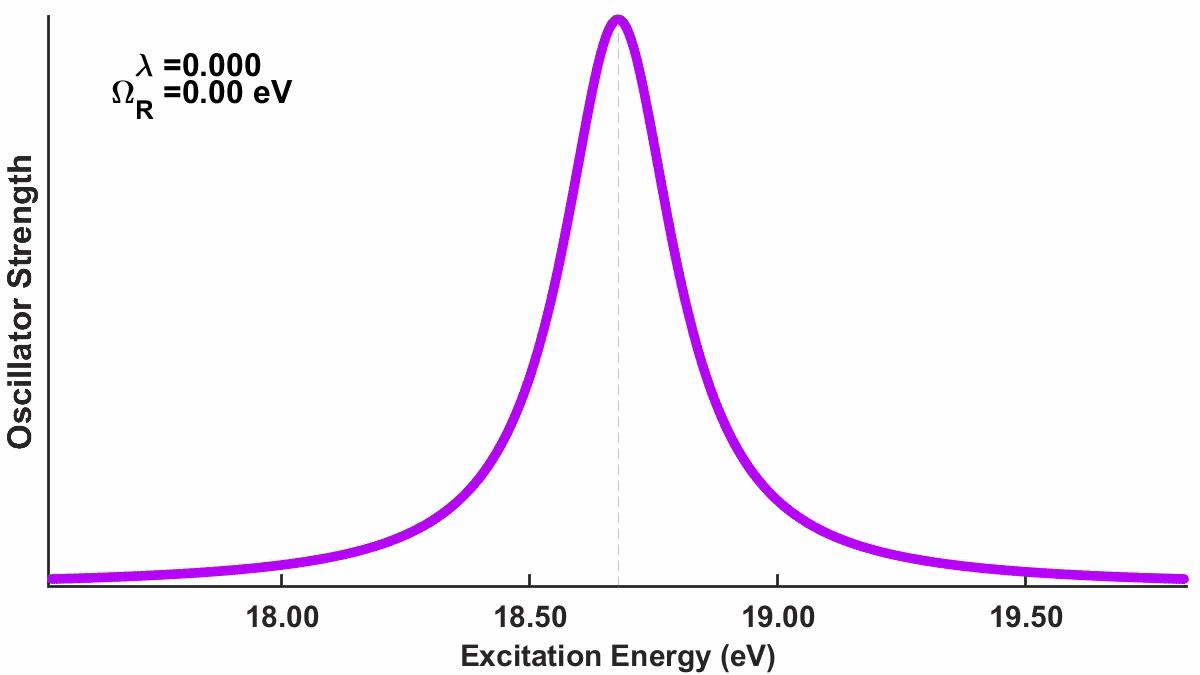 λ =0.000
Ω_R =0.00 eV
Oscillator Strength
18.00 18.50 19.00 19.50
Excitation Energy (eV)